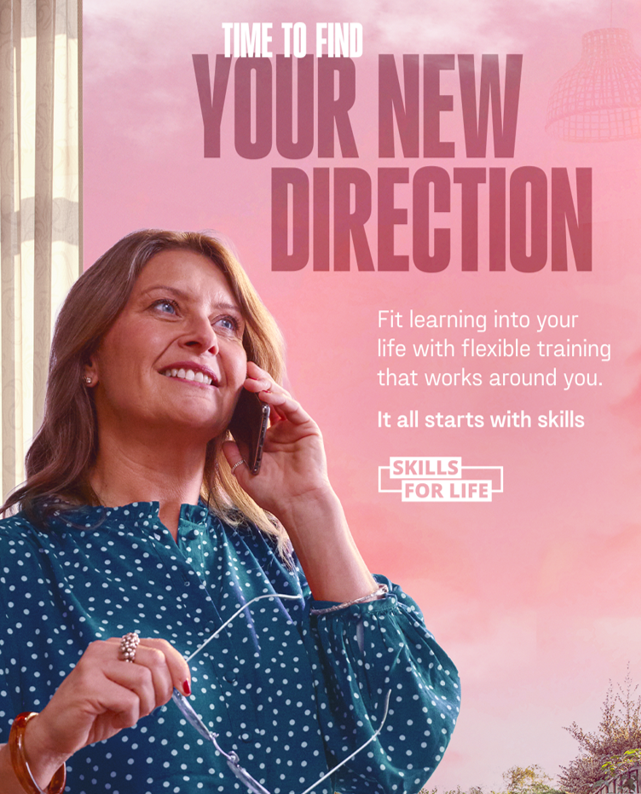 TIME TO FIND
YOUR NEW
DIRECTION
Fit learning into your
life with flexible training
that works around you.
It all starts with skills
SKILLS
FOR LIFE